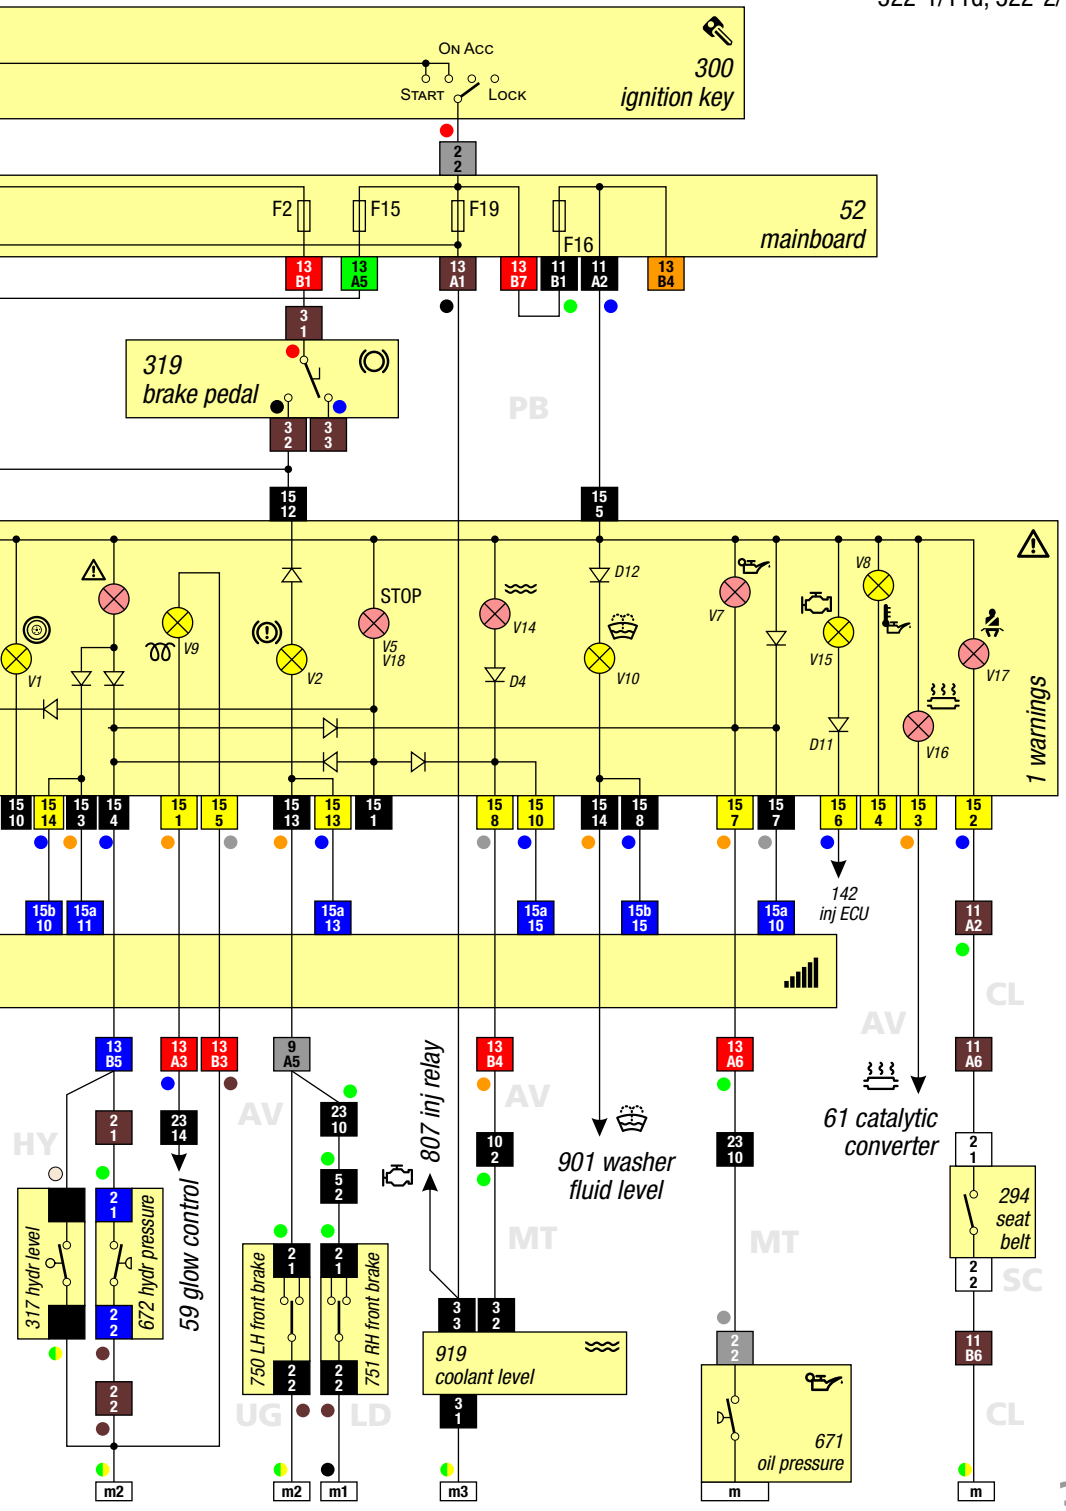 On Acc
Start
Lock
300
ignition key
2
2
F2
F15
F19
F16
52
mainboard
13
B1
13
A5
13
A1
13
B7
11
B1
11
A2
13
B4
3
1
319
brake pedal
3
2
3
3
PB
15
12
15
5
D12
V8
V7
STOP
V14
V15
V9
V5
V18
V1
V2
D4
V10
V17
D11
V16
1 warnings
15
10
15
14
15
3
15
4
15
1
15
5
15
13
15
13
15
1
15
8
15
10
15
14
15
8
15
7
15
7
15
6
15
4
15
3
15
2
142
inj ECU
15b
10
15a
11
15a
13
15a
15
15b
15
15a
10
11
A2
CL
AV
13
B5
13
A3
13
B3
9
A5
807 inj relay
13
B4
13
A6
11
A6
AV
AV
2
1
23
14
23
10
10
2
23
10
61 catalytic
converter
2
1
HY
901 washer
fluid level
5
2
317 hydr level
2
1
672 hydr pressure
59 glow control
294
seat
belt
MT
MT
750 LH front brake
2
1
2
1
751 RH front brake
2
2
SC
2
2
3
3
3
2
2
2
11
B6
919
coolant level
2
2
2
2
2
2
3
1
UG
LD
CL
671
oil pressure
m2
m2
m1
m3
m
m